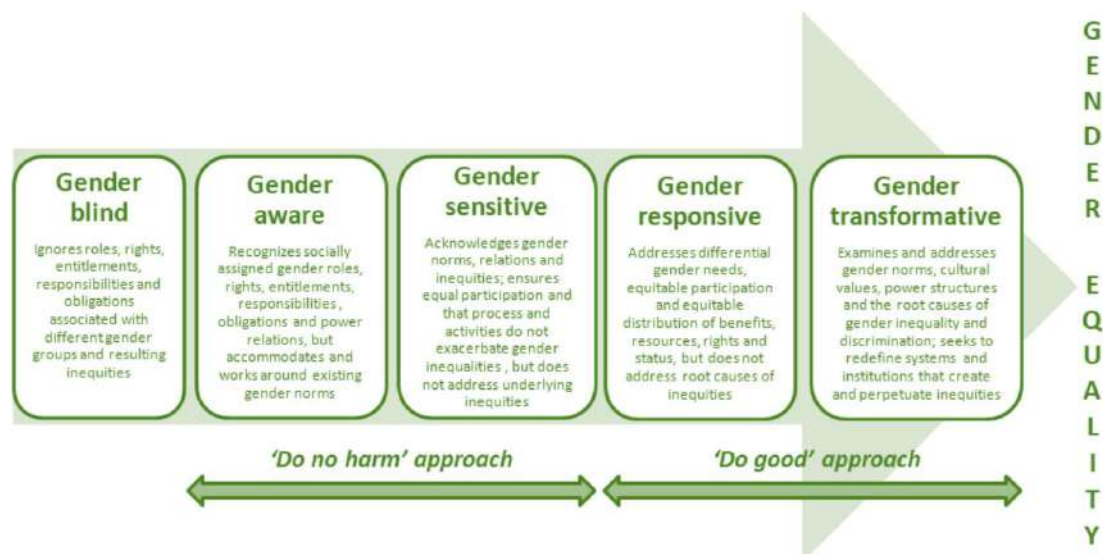 Gender
blind
Ignores roles, rights,
entitlements,
responsibilities and
obligations
associated with
different gender
groups and resulting
inequities
Gender
aware
Recognizes socially
assigned gender roles,
rights, entitlements,
responsibilities ,
obligations and power
relations, but
accommodates and
works around existing
gender norms
Gender
sensitive
Acknowledges gender
norms, relations and
inequities; ensures
equal participation and
that process and
activities do not
exacerbate gender
inequalities , but does
not address underlying
inequities
Gender
responsive
Addresses differential
gender needs,
equitable participation
and equitable
distribution of benefits,
resources, rights and
status, but does not
address root causes of
inequities
Gender
transformative
Examines and addresses
gender norms, cultural
values, power structures
and the root causes of
gender inequality and
discrimination; seeks to
redefine systems and
institutions that create
and perpetuate inequities
‘Do no harm’ approach
‘Do good’ approach
GENDER EQUALITY